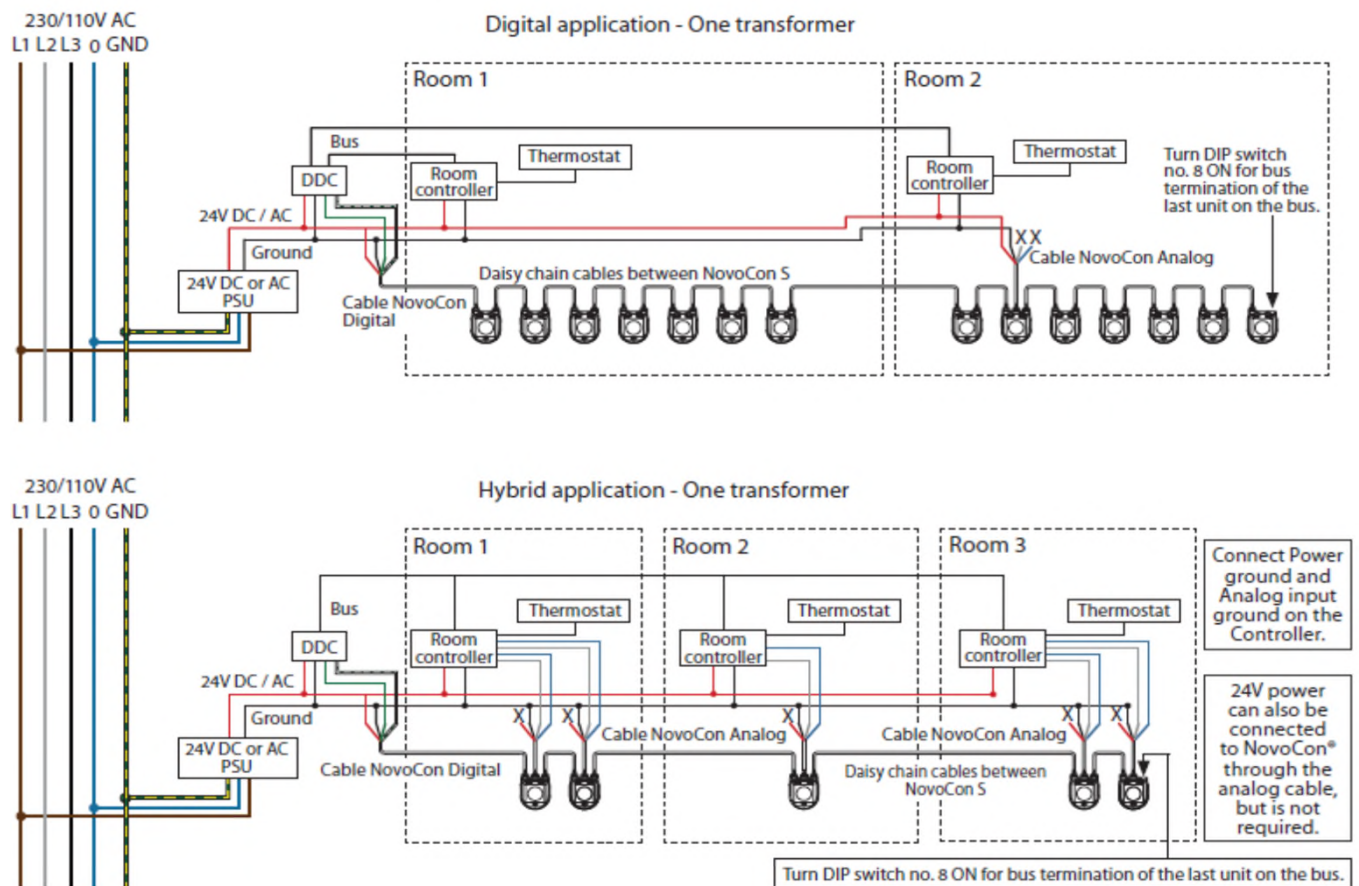 230/110V AC
L1 L2 L3 0 GND
Digital application - One transformer
Room 1
Room 2
Bus
Thermostat
Thermostat
DDC
Room
controller
Room
controller
Turn DIP switch
no. 8 ON for bus
termination of the
last unit on the bus.
24V DC / AC
Ground
X X
Cable NovoCon Analog
24V DC or AC
PSU
Daisy chain cables between NovoCon S
Cable NovoCon
Digital
230/110V AC
L1 L2 L3 0 GND
Hybrid application - One transformer
Room 1
Room 2
Room 3
Bus
Thermostat
Thermostat
Thermostat
DDC
Room
controller
Room
controller
Room
controller
Connect Power
ground and
Analog input
ground on the
Controller.
24V DC / AC
Ground
X
X
X
X
X
Cable NovoCon Analog
Cable NovoCon Analog
24V DC or AC
PSU
Cable NovoCon Digital
Daisy chain cables between
NovoCon S
24V power
can also be
connected
to NovoCon®
through the
analog cable,
but is not
required.
Turn DIP switch no. 8 ON for bus termination of the last unit on the bus.